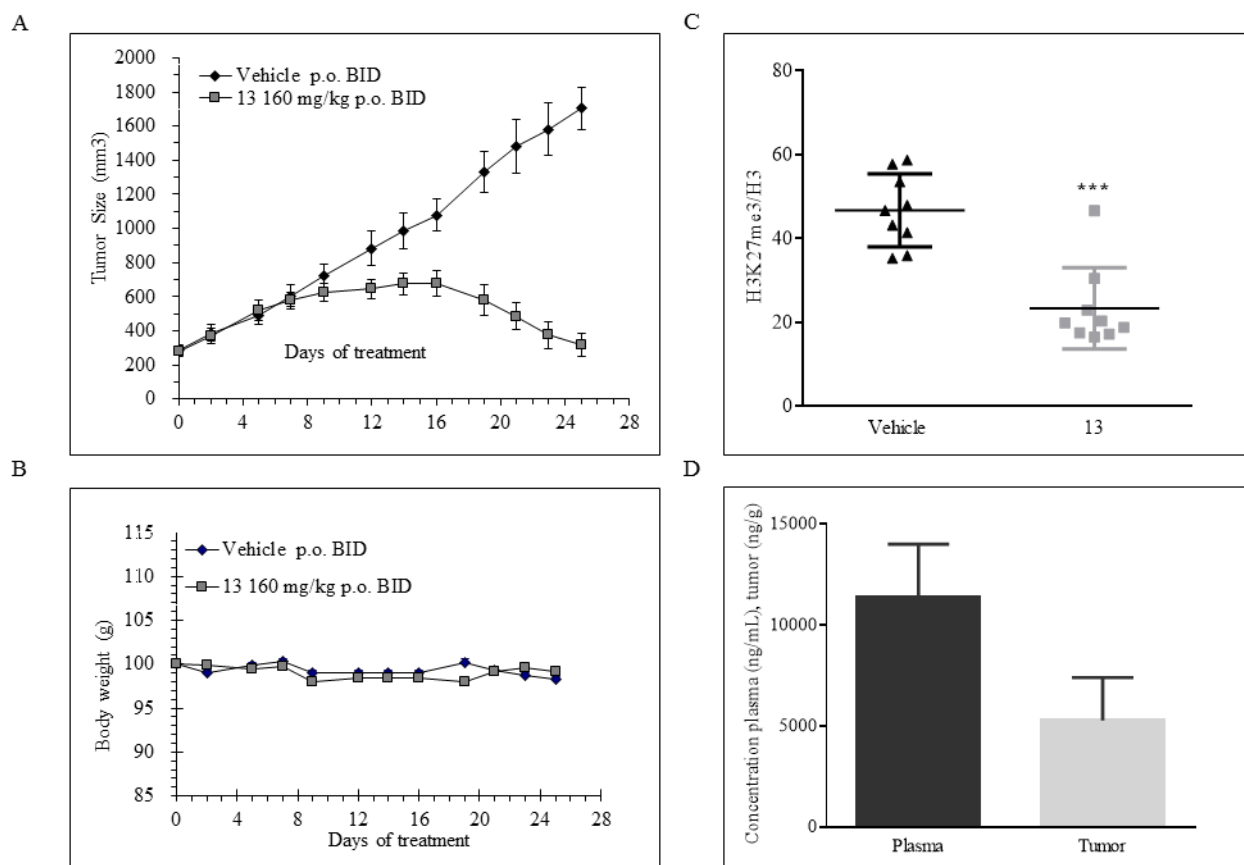 A
2000
1800
1600
1400
1200
1000
800
600
400
200
0
Tumor Size (mm3)
Vehicle p.o. BID
13 160 mg/kg p.o. BID
Days of treatment
0 4 8 12 16 20 24 28
B
115
110
105
100
95
90
85
Body weight (g)
Vehicle p.o. BID
13 160 mg/kg p.o. BID
0 4 8 12 16 20 24 28
Days of treatment
C
80
60
40
20
0
H3K27me3/H3
***
Vehicle 13
D
15000
10000
5000
0
Concentration plasma (ng/mL), tumor (ng/g)
Plasma Tumor